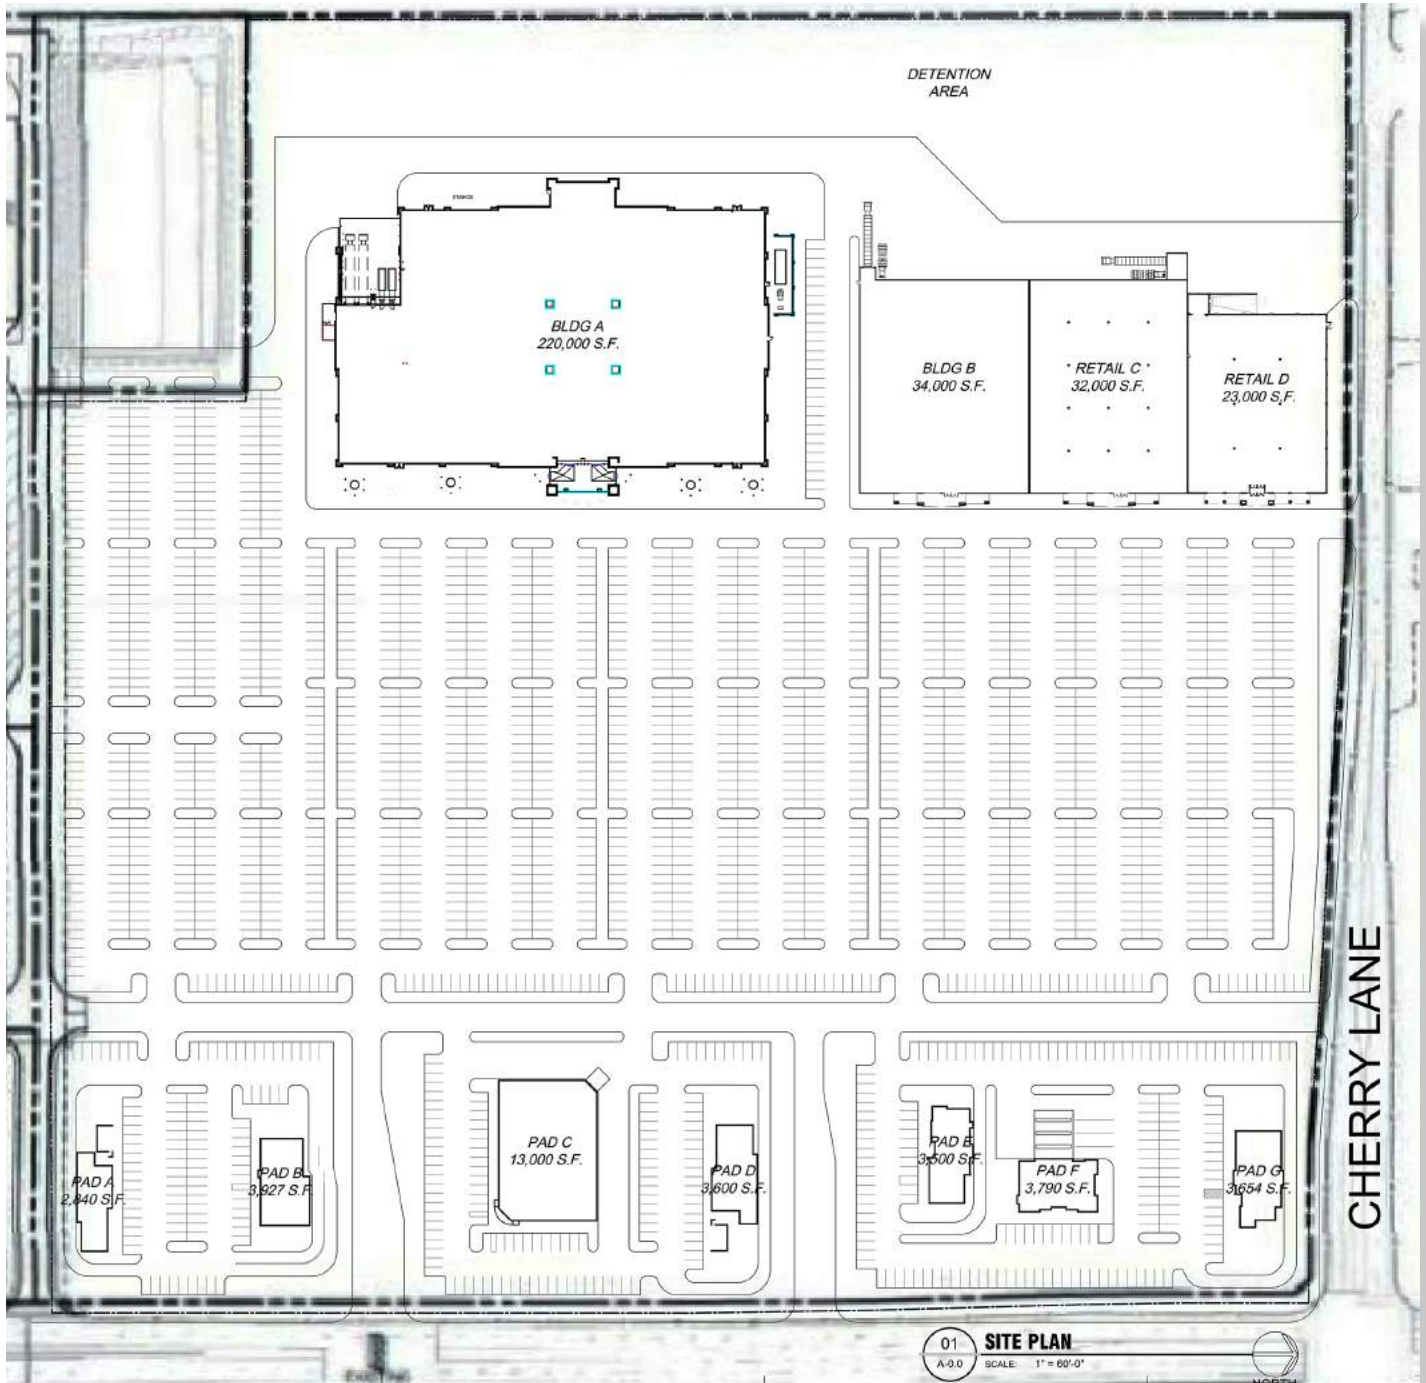 DETENTION
AREA
BLDG A
220,000 S.F.
BLDG B
34,000 S.F.
RETAIL C
32,000 S.F.
RETAIL D
23,000 S.F.
CHERRY LANE
PAD A
2,840 S.F.
PAD B
3,927 S.F.
PAD C
13,000 S.F.
PAD D
3,600 S.F.
PAD E
3,500 S.F.
PAD F
3,790 S.F.
PAD G
3,654 S.F.
01
A-0.0
SITE PLAN
SCALE: 1" = 60'-0"
NORTH